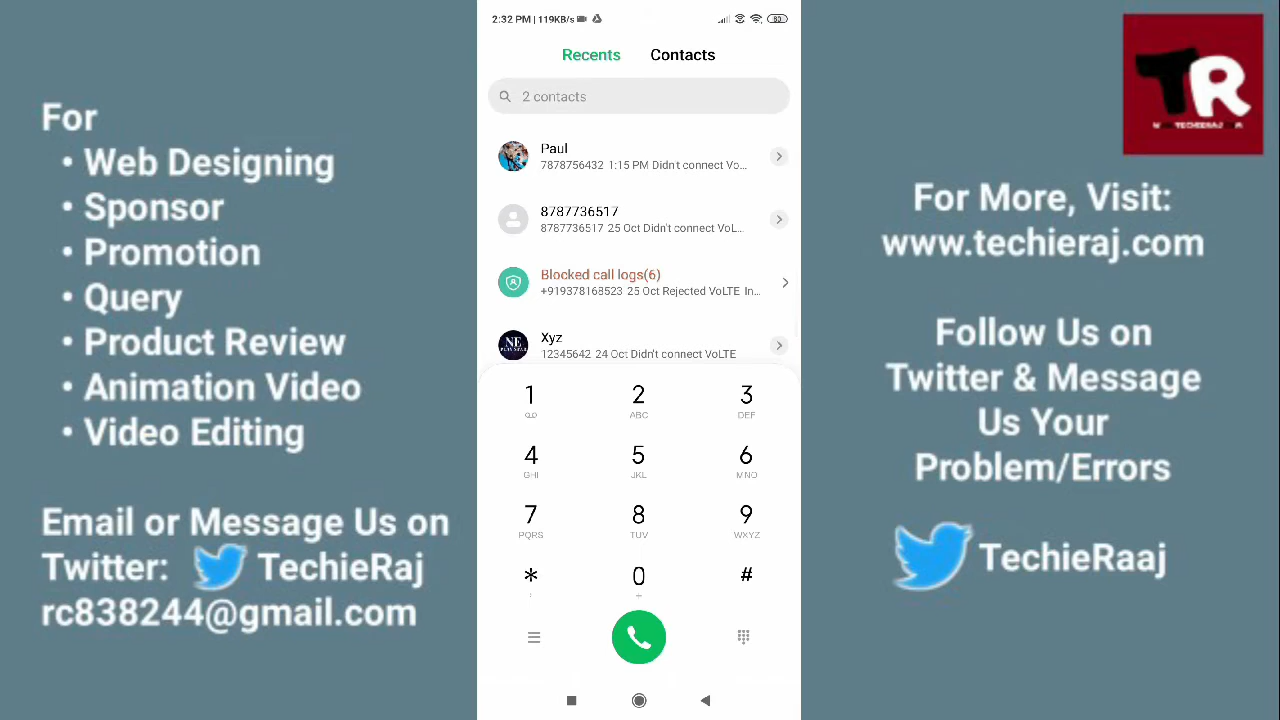 For
• Web Designing
• Sponsor
• Promotion
• Query
• Product Review
• Animation Video
• Video Editing
Email or Message Us on
Twitter: TechieRaj
rc838244@gmail.com
2:32 PM | 119KB/s
80
Recents
Contacts
2 contacts
Paul
7878756432 1:15 PM Didn't connect Vo...
8787736517
8787736517 25 Oct Didn't connect VoL...
Blocked call logs(6)
+919378168523 25 Oct Rejected VoLTE In...
NE
Xyz
12345642 24 Oct Didn't connect VoLTE
1
2
ABC
3
DEF
4
GHI
5
JKL
6
MNO
7
PQRS
8
TUV
9
WXYZ
*
,
0
+
#
TR
For More, Visit:
www.techieraj.com
Follow Us on
Twitter & Message
Us Your
Problem/Errors
TechieRaaj